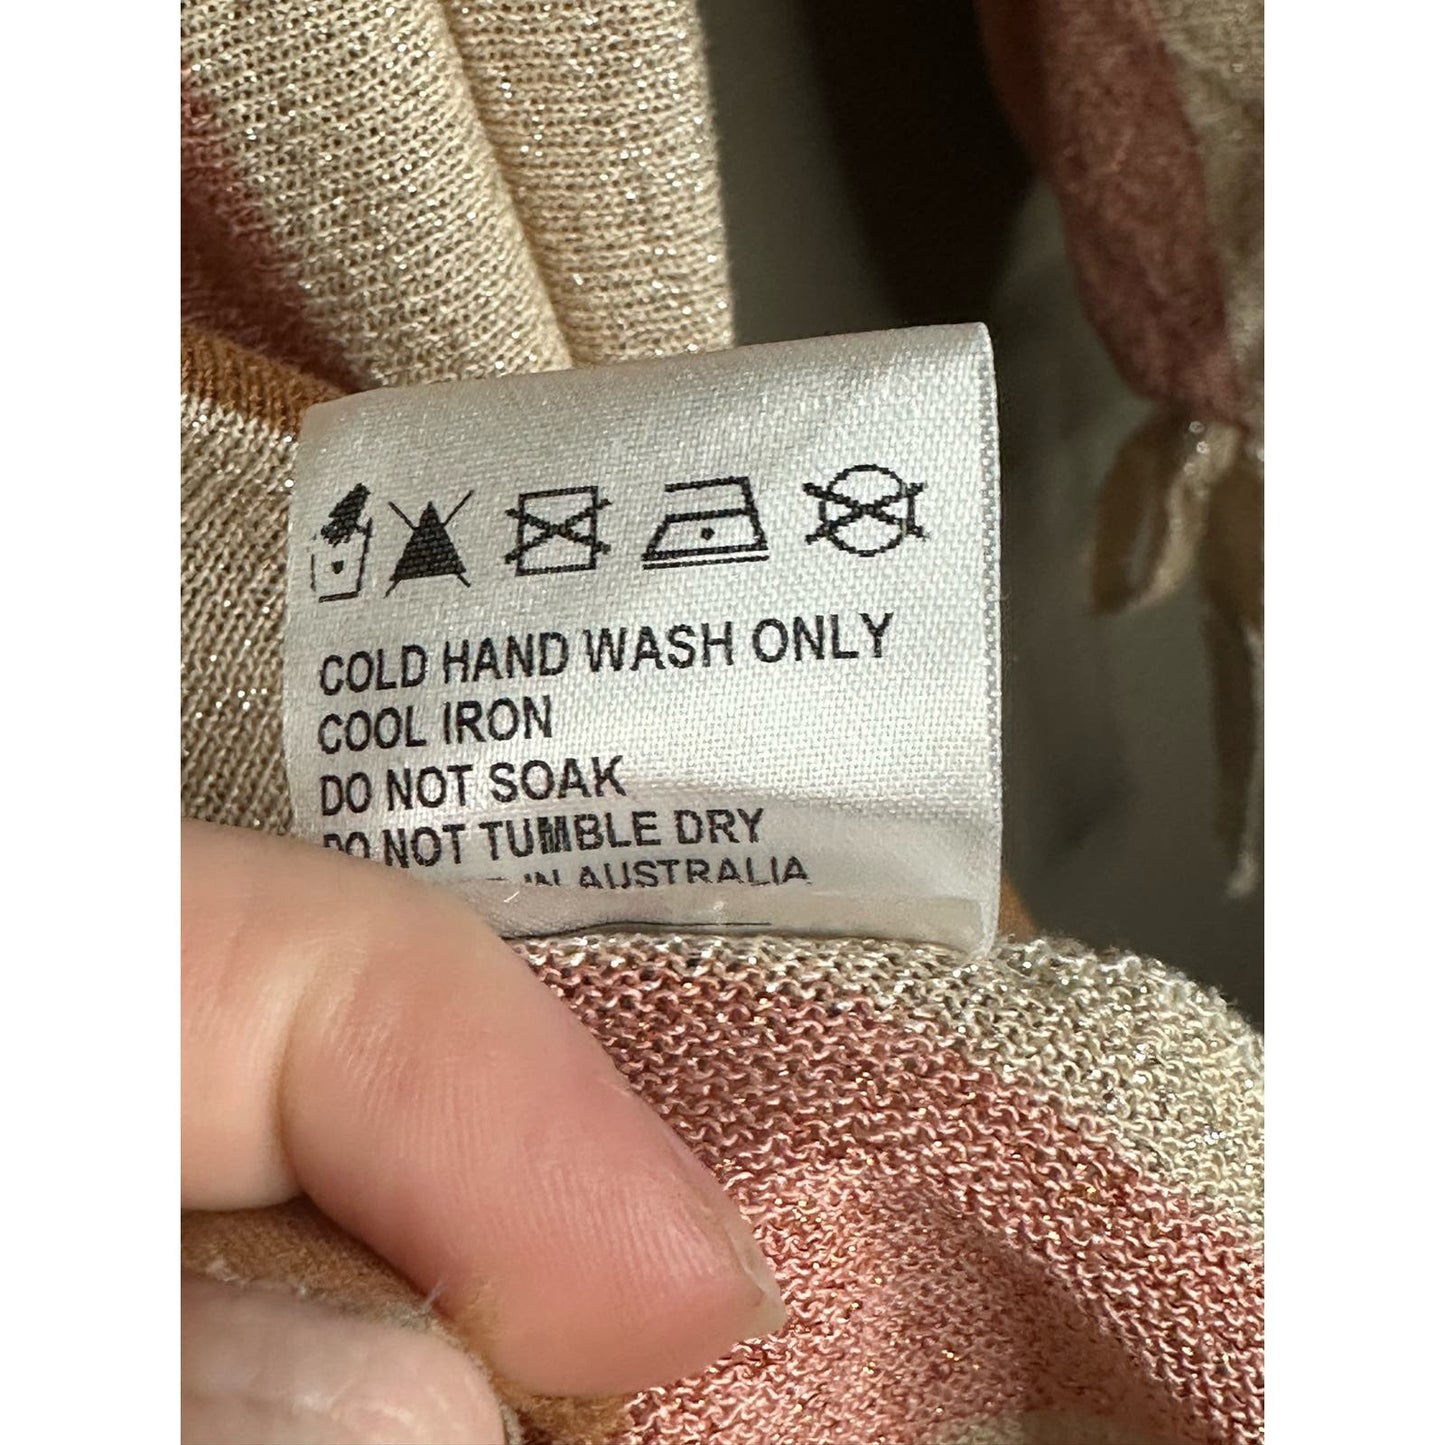 COLD HAND WASH ONLY
COOL IRON
DO NOT SOAK
DO NOT TUMBLE DRY
IN AUSTRALIA